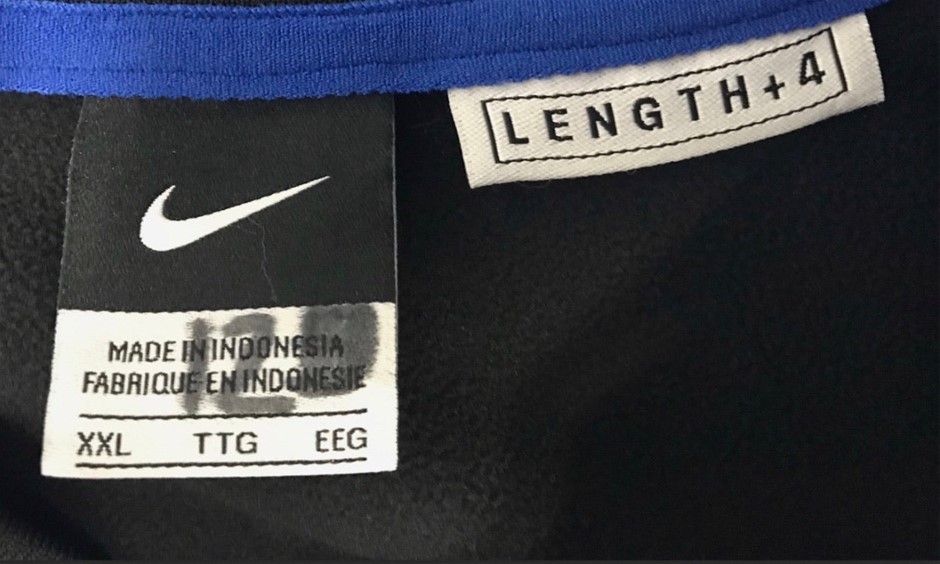 LENGTH+4
MADE IN INDONESIA
FABRIQUE EN INDONESIE
XXL TTG EEG